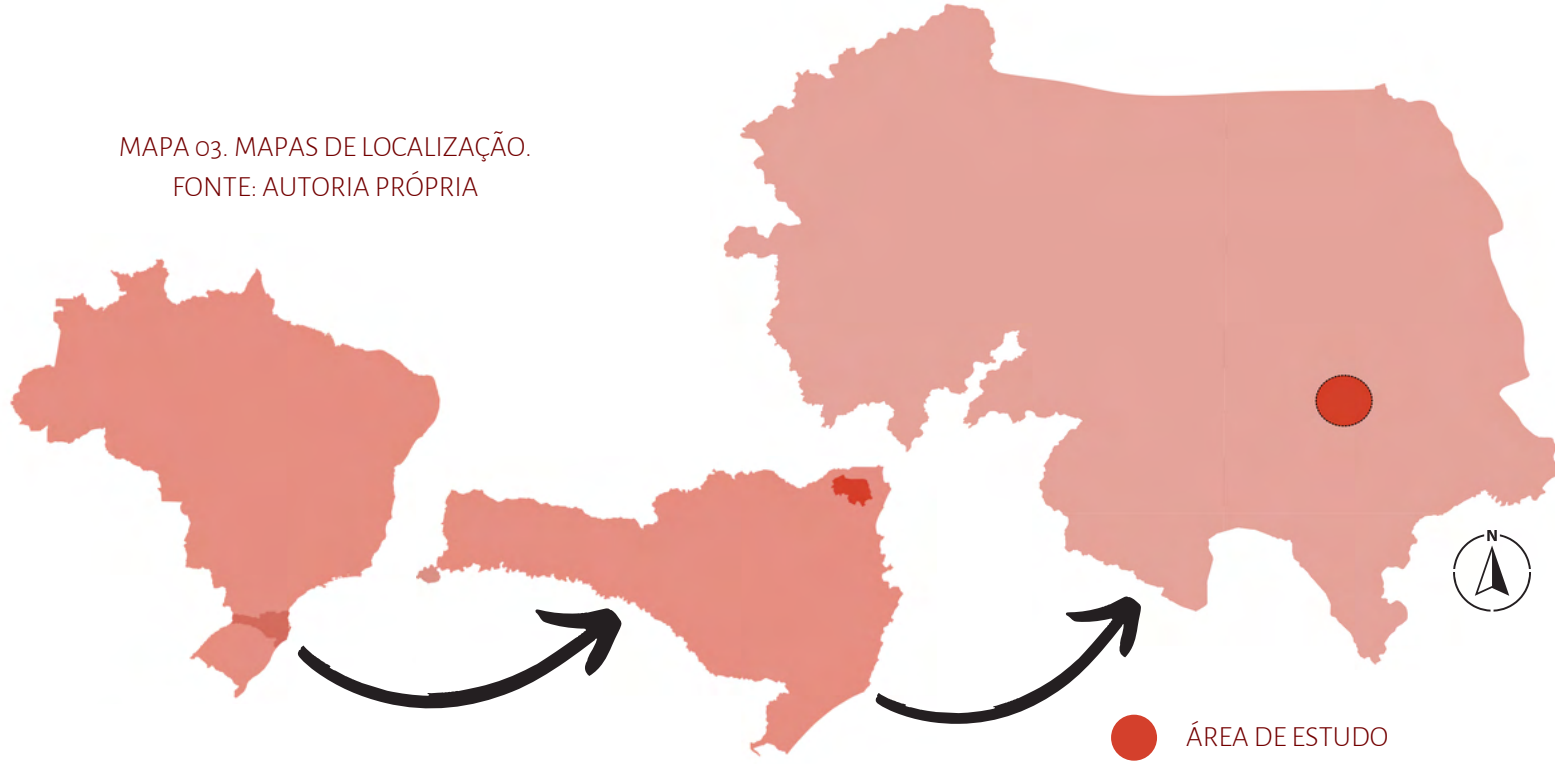 MAPA 03. MAPAS DE LOCALIZAÇÃO.
FONTE: AUTORIA PRÓPRIA
N
ÁREA DE ESTUDO